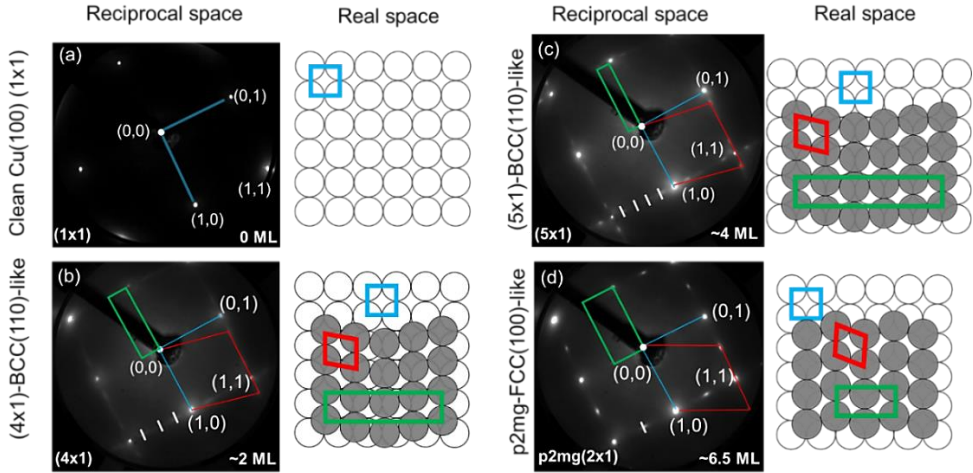 Reciprocal space
Real space
Reciprocal space
Real space
Clean Cu(100) (1x1)
(a)
(0,1)
(0,0)
(1,1)
(1,0)
(1x1)
0 ML
(4x1)-BCC(110)-like
(b)
(0,1)
(0,0)
(1,1)
(1,0)
(4x1)
~2 ML
(5x1)-BCC(110)-like
(c)
(0,1)
(0,0)
(1,1)
(1,0)
(5x1)
~4 ML
p2mg-FCC(100)-like
(d)
(0,1)
(0,0)
(1,1)
(1,0)
p2mg(2x1)
~6.5 ML